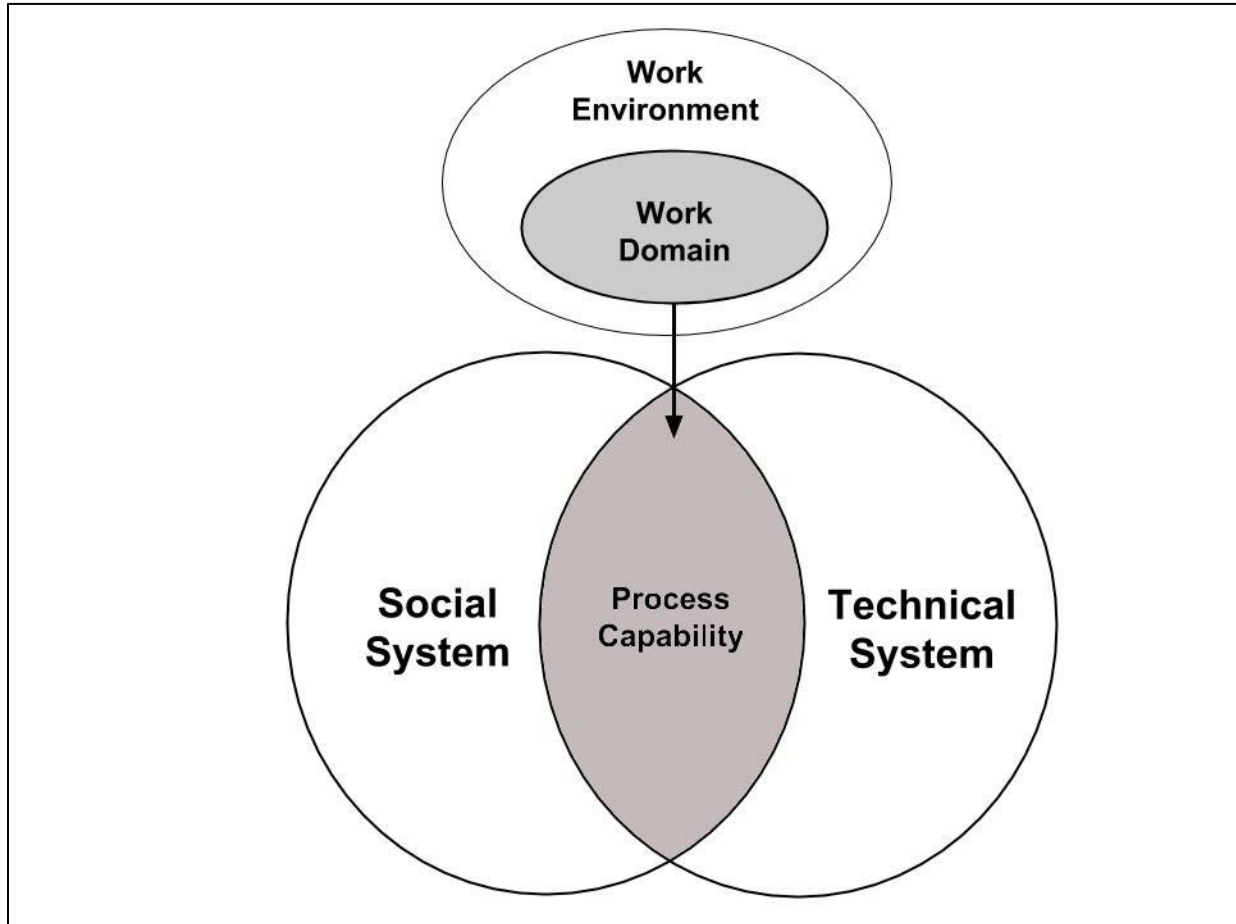 Work
Environment
Work
Domain
Social
System
Process
Capability
Technical
System